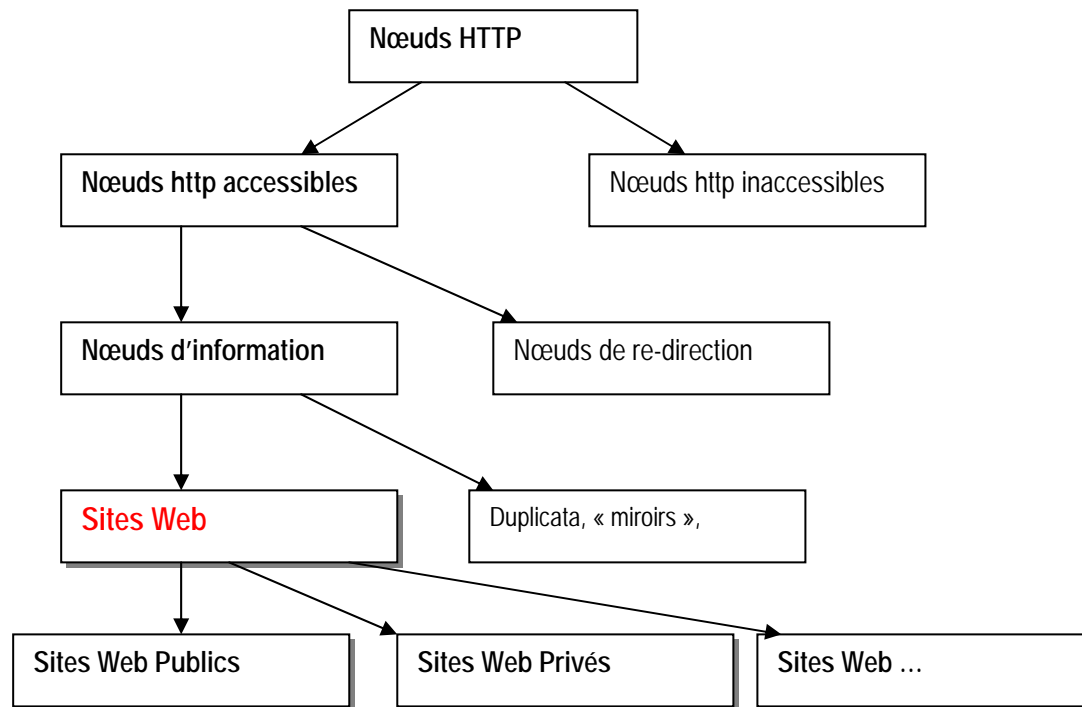 Nœuds HTTP
Nœuds http accessibles
Nœuds http inaccessibles
Nœuds d'information
Nœuds de re-direction
Sites Web
Duplicata, « miroirs »,
Sites Web Publics
Sites Web Privés
Sites Web …